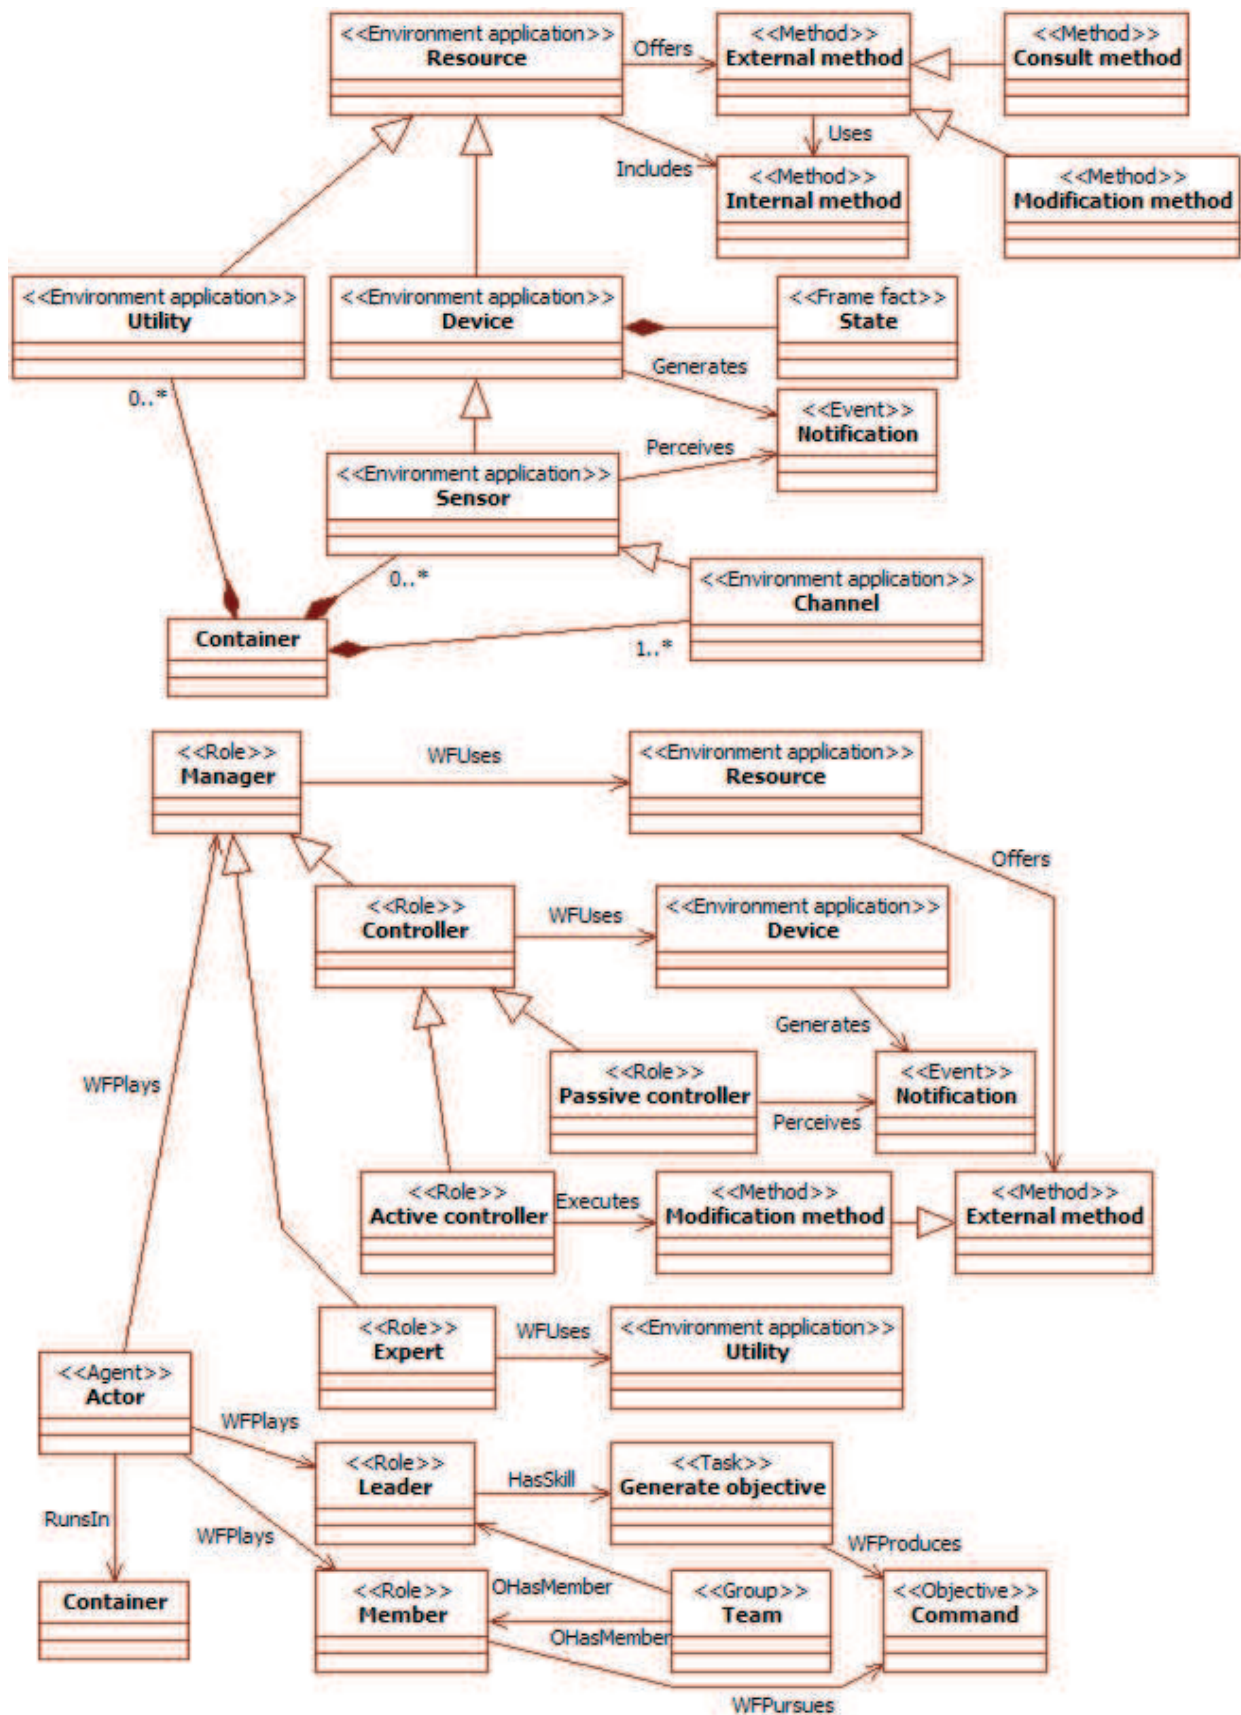 <<Environment application>>
Resource
Offers
<<Method>>
External method
<<Method>>
Consult method
Uses
Includes
<<Method>>
Internal method
<<Method>>
Modification method
<<Environment application>>
Utility
<<Environment application>>
Device
<<Frame fact>>
State
Generates
0..*
<<Event>>
Notification
Perceives
<<Environment application>>
Sensor
0..*
<<Environment application>>
Channel
Container
1..*
<<Role>>
Manager
WFUses
<<Environment application>>
Resource
Offers
<<Role>>
Controller
WFUses
<<Environment application>>
Device
Generates
WFPlays
<<Role>>
Passive controller
Perceives
<<Event>>
Notification
<<Role>>
Active controller
Executes
<<Method>>
Modification method
<<Method>>
External method
<<Role>>
Expert
WFUses
<<Environment application>>
Utility
<<Agent>>
Actor
WFPlays
<<Role>>
Leader
HasSkill
<<Task>>
Generate objective
RunsIn
WFPlays
WFProduces
Container
<<Role>>
Member
OHasMember
OHasMember
<<Group>>
Team
<<Objective>>
Command
WFPursues